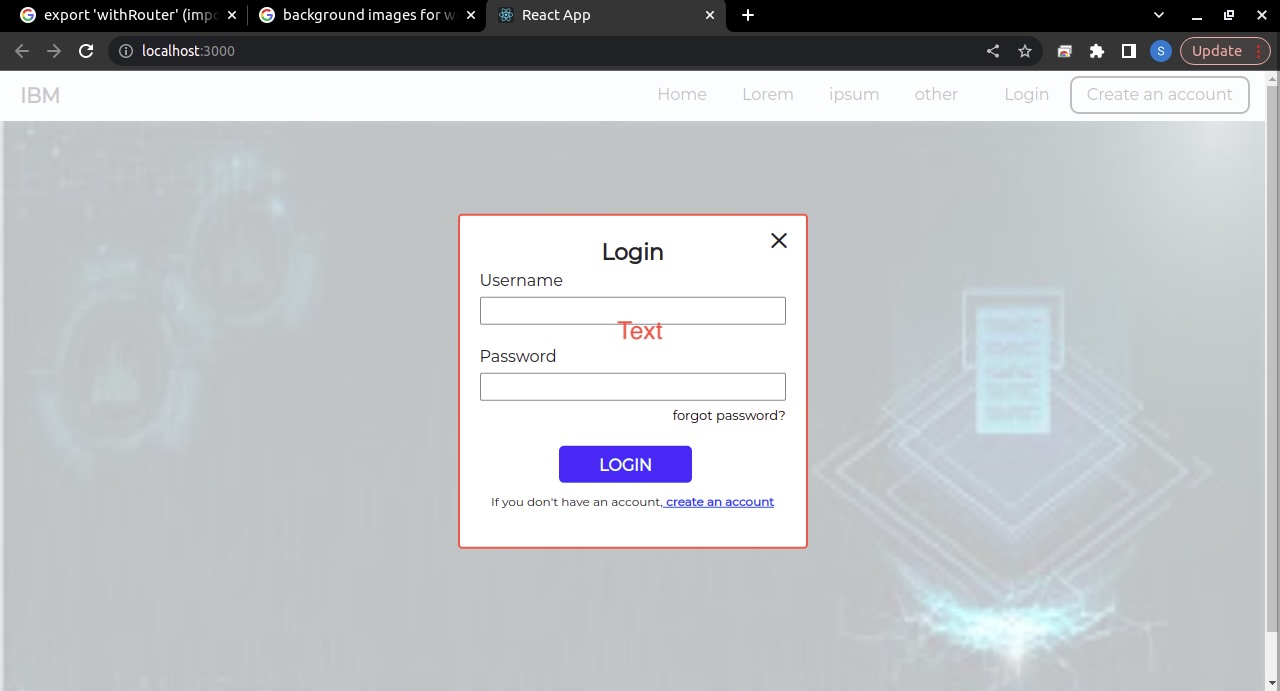 export 'withRouter' (impo
background images for w
React App
localhost:3000
S
Update
IBM
Home Lorem ipsum other Login Create an account
Login
Username
Text
Password
forgot password?
LOGIN
If you don't have an account, create an account